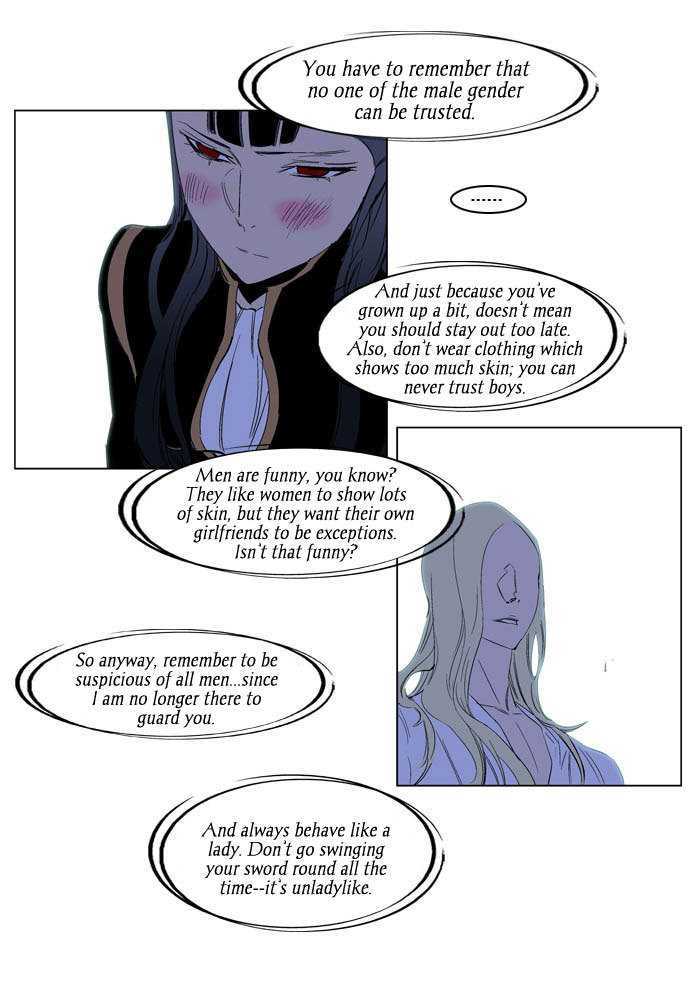 You have to remember that
no one of the male gender
can be trusted.
------
And just because you've
grown up a bit, doesn't mean
you should stay out too late.
Also, don't wear clothing which
shows too much skin; you can
never trust boys.
Men are funny, you know?
They like women to show lots
of skin, but they want their own
girlfriends to be exceptions.
Isn't that funny?
So anyway, remember to be
suspicious of all men...since
I am no longer there to
guard you.
And always behave like a
lady. Don't go swinging
your sword round all the
time--it's unladylike.